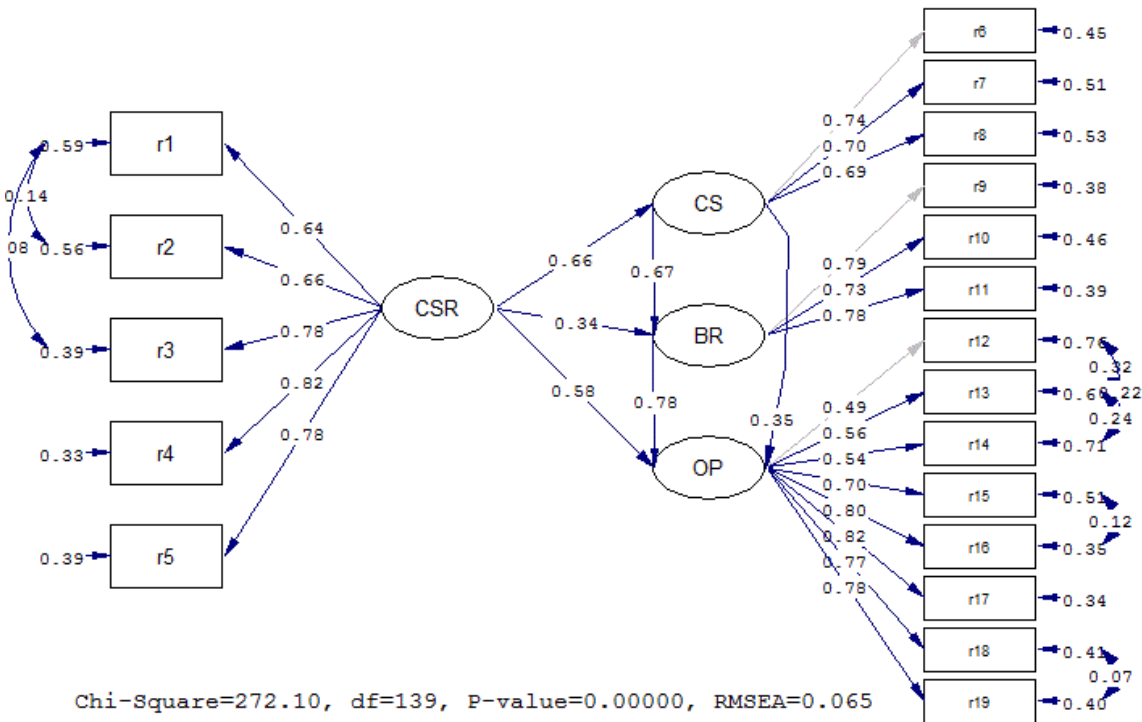 r6 0.45
r7 0.51
0.74
r8 0.53
0.59 r1
0.70
0.69
r9 0.38
0.14
CS
0.64
r10 0.46
08 0.56 r2
0.66
0.66
0.67
0.79
0.73
r11 0.39
CSR
0.34
BR
0.78
r12 0.76
0.39 r3
0.78
0.32
0.82
0.58
0.78
0.49
r13
.22
0.35
0.56
0.24
0.33 r4
0.78
0.54
r14 0.71
OP
0.70
r15 0.51
0.80
0.12
0.39 r5
0.82
r16 0.35
0.77
0.78
r17 0.34
r18 0.41
0.07
Chi-Square=272.10, df=139, P-value=0.00000, RMSEA=0.065
r19 0.40